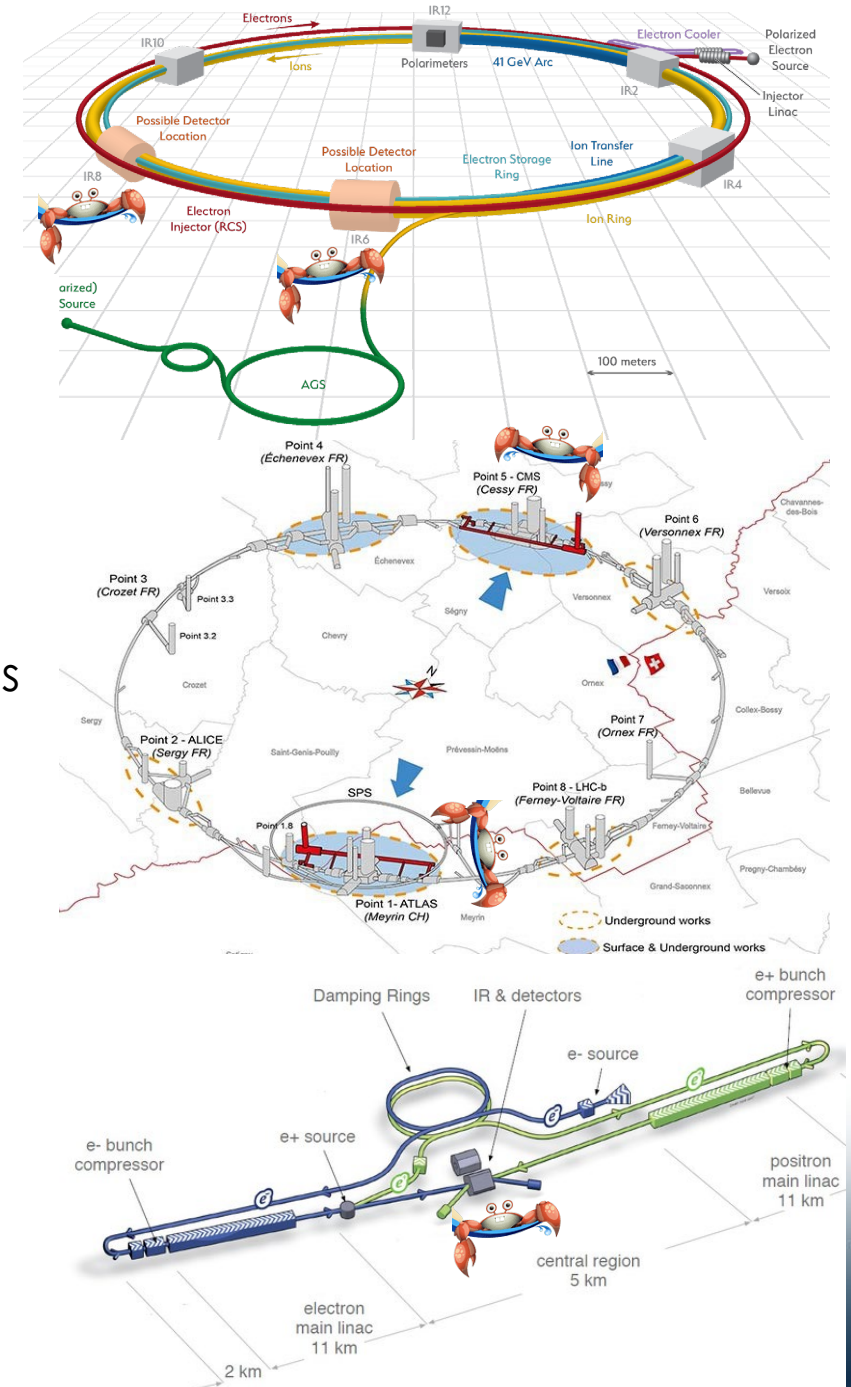 Electrons
IR12
IR10
Ions
Polarimeters
41 GeV Arc
Electron Cooler
Polarized
Electron
Source
IR2
Injector
Linac
Possible Detector
Location
Possible Detector
Location
Electron Storage
Ring
Ion Transfer
Line
IR8
IR4
Electron
Injector (RCS)
IR6
Ion Ring
arized)
Source
AGS
100 meters
Point 4
(Échenevex FR)
Point 5 - CMS
(Cessy FR)
Point 6
(Versonnex FR)
Chavannes-
des-Bois
Échenevex
Point 3
(Crozet FR)
Point 3.3
Versonnex
Versoix
Ségny
Point 3.2
Chevry
S
N
Crozet
Ornex
Sergy
Collex-Bossy
Point 7
(Ornex FR)
Point 2 - ALICE
(Sergy FR)
Saint-Genis-Pouilly
Prévessin-Moëns
SPS
Point 8 - LHC-b
(Ferney-Voltaire FR)
Bellevue
Point 1.8
Ferney-Voltaire
Pregny-Chambésy
Grand-Saconnex
Point 1- ATLAS
(Meyrin CH)
Meyrin
Underground works
Surface & Underground works
e+ bunch
compressor
Damping Rings
IR & detectors
e- source
e+ source
e- bunch
compressor
positron
main linac
11 km
central region
5 km
electron
main linac
11 km
2 km